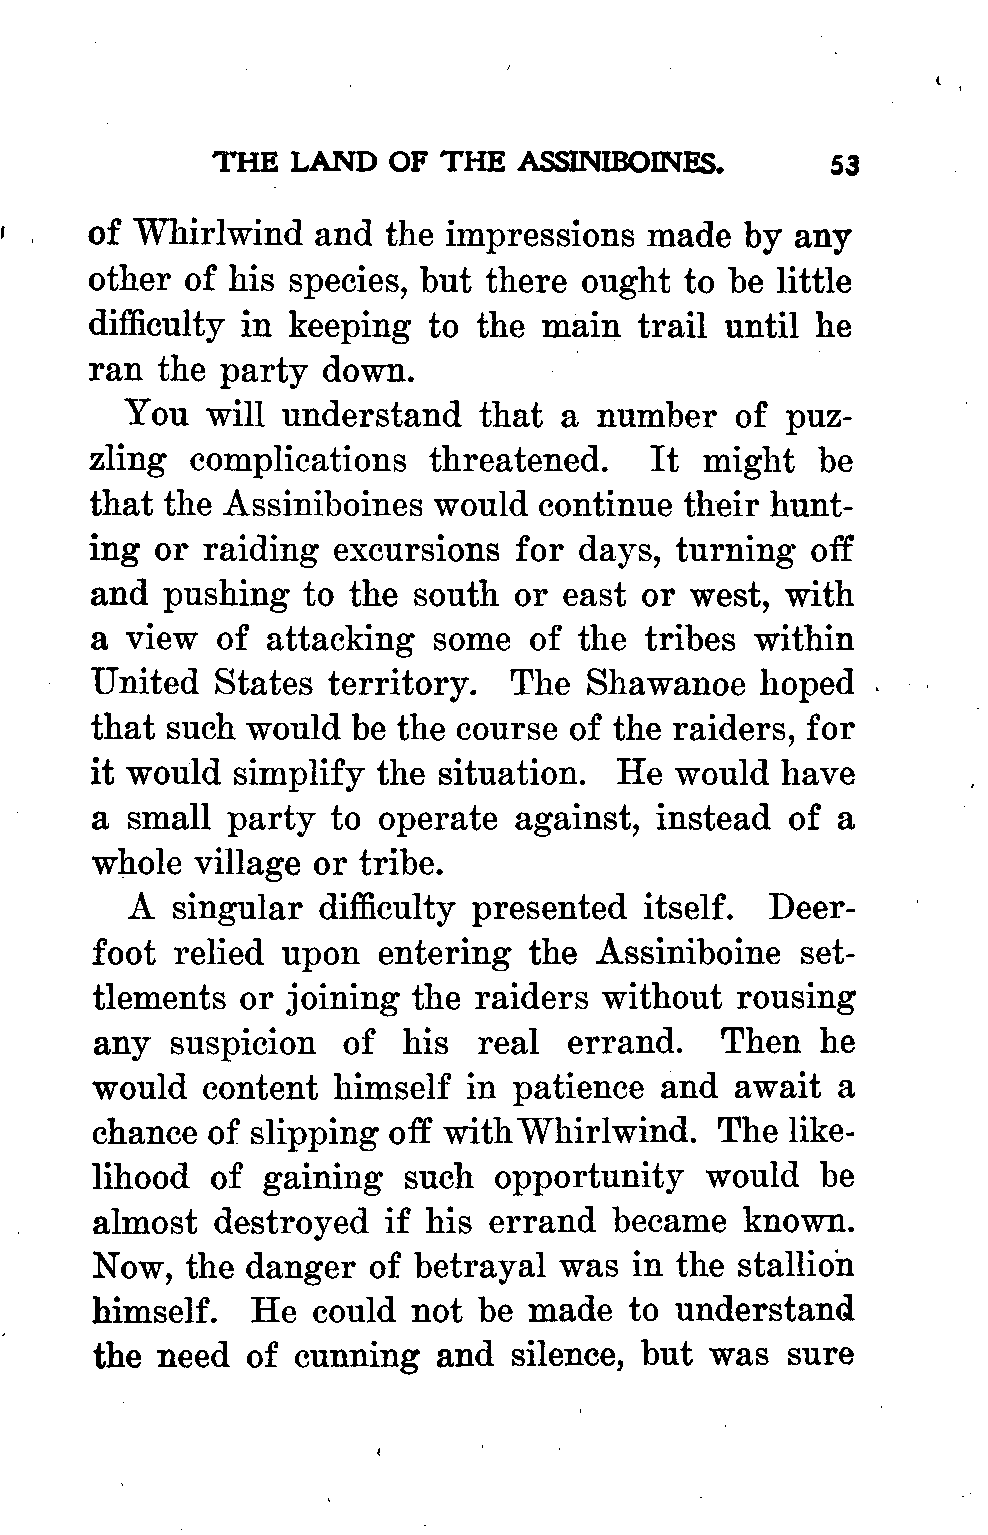 THE LAND OF THE ASSINIBOINES. 53
of Whirlwind and the impressions made by any
other of his species, but there ought to be little
difficulty in keeping to the main trail until he
ran the party down.
You will understand that a number of puz-
zling complications threatened. It might be
that the Assiniboines would continue their hunt-
ing or raiding excursions for days, turning off
and pushing to the south or east or west, with
a view of attacking some of the tribes within
United States territory. The Shawanoe hoped
that such would be the course of the raiders, for
it would simplify the situation. He would have
a small party to operate against, instead of a
whole village or tribe.
A singular difficulty presented itself. Deer-
foot relied upon entering the Assiniboine set-
tlements or joining the raiders without rousing
any suspicion of his real errand. Then he
would content himself in patience and await a
chance of slipping off with Whirlwind. The like-
lihood of gaining such opportunity would be
almost destroyed if his errand became known.
Now, the danger of betrayal was in the stallion
himself. He could not be made to understand
the need of cunning and silence, but was sure